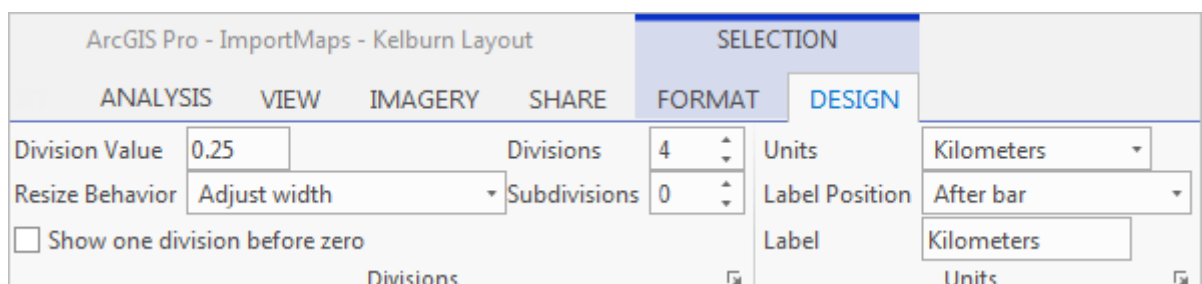 ArcGIS Pro - ImportMaps - Kelburn Layout SELECTION
ANALYSIS VIEW IMAGERY SHARE FORMAT DESIGN
Division Value 0.25 Divisions 4 Units Kilometers
Resize Behavior Adjust width Subdivisions 0 Label Position After bar
Show one division before zero Label Kilometers
Divisions Units